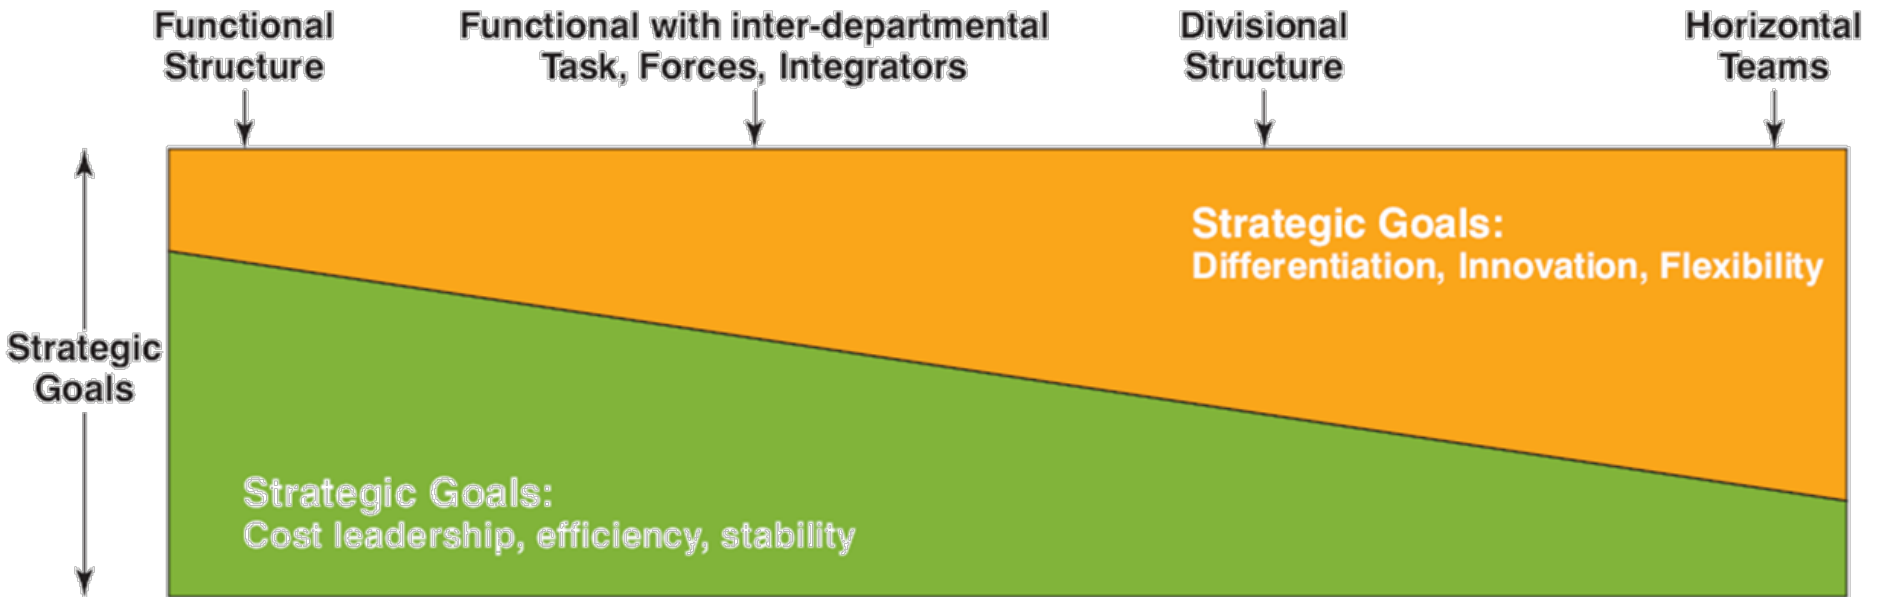 Functional
Structure
Functional with inter-departmental
Task, Forces, Integrators
Divisional
Structure
Horizontal
Teams
Strategic Goals:
Differentiation, Innovation, Flexibility
Strategic
Goals
Strategic Goals:
Cost leadership, efficiency, stability